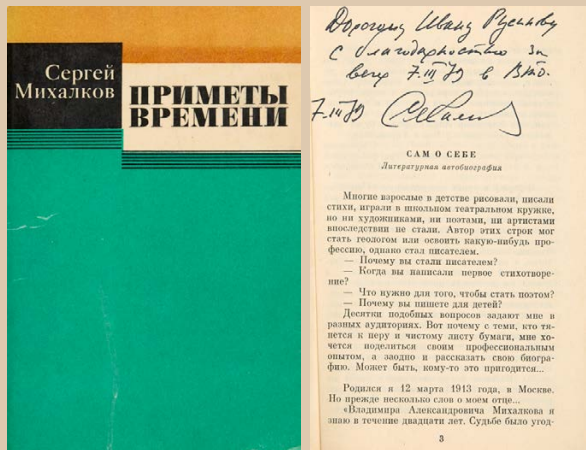 Сергей
Михалков
ПРИМЕТЫ
ВРЕМЕНИ
Дорогому Ивану Русинову
с благодарностью за
вечер 7.III 79 в ВТО.
7.III 79
САМ О СЕБЕ
Литературная автобиография
Многие взрослые в детстве рисовали, писали
стихи, играли в школьном театральном кружке,
но ни художниками, ни поэтами, ни артистами
впоследствии не стали. Автор этих строк мог
стать геологом или освоить какую-нибудь про-
фессию, однако стал писателем.
— Почему вы стали писателем?
— Когда вы написали первое стихотворе-
ние?
— Что нужно для того, чтобы стать поэтом?
— Почему вы пишете для детей?
Десятки подобных вопросов задают мне в
разных аудиториях. Вот почему с теми, кто тя-
нется к перу и чистому листу бумаги, мне хо-
чется поделиться своим профессиональным
опытом, а заодно и рассказать свою биогра-
фию. Может быть, кому-то это пригодится...
Родился я 12 марта 1913 года, в Москве.
Но прежде несколько слов о моем отце...
«Владимира Александровича Михалкова я
знаю в течение двадцати лет. Судьбе было угод-
3